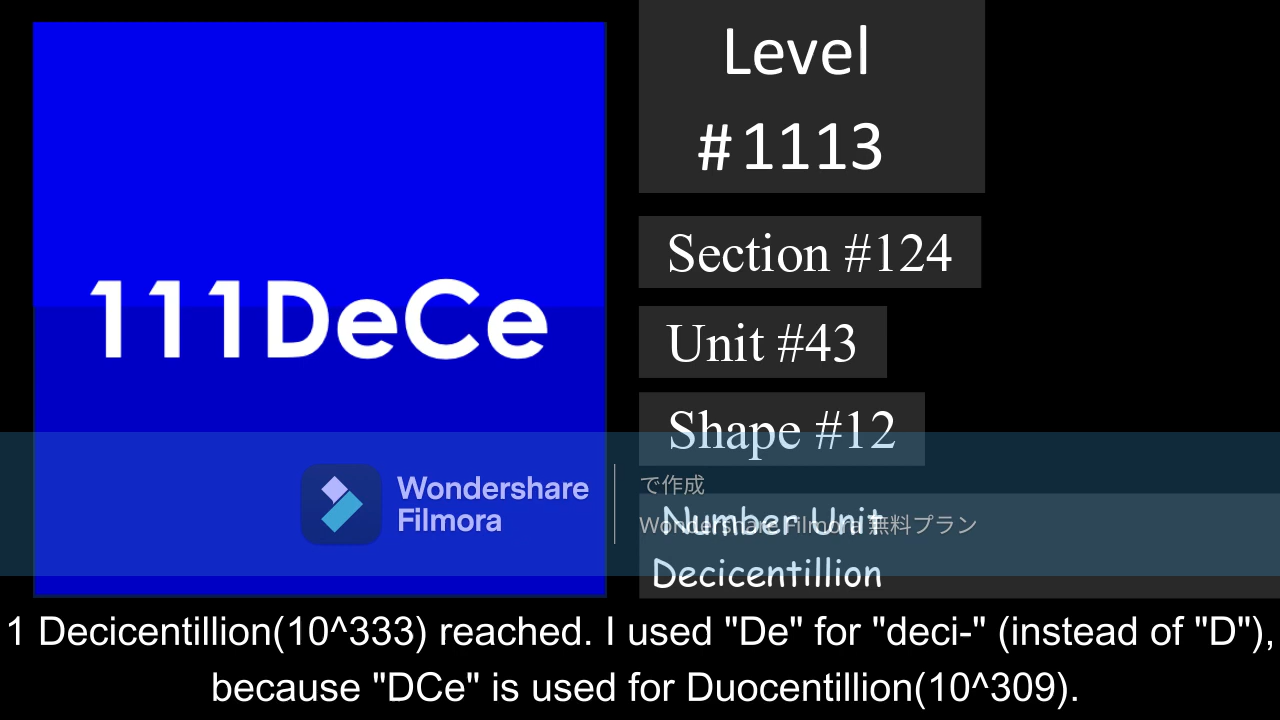 111DeCe
Level
#1113
Section #124
Unit #43
Shape #12
Wondershare
Filmora
で作成
Wondershare Filmora 無料プラン
Number Unit
Decicentillion
1 Decicentillion(10^333) reached. I used "De" for "deci-" (instead of "D"),
because "DCe" is used for Duocentillion(10^309).